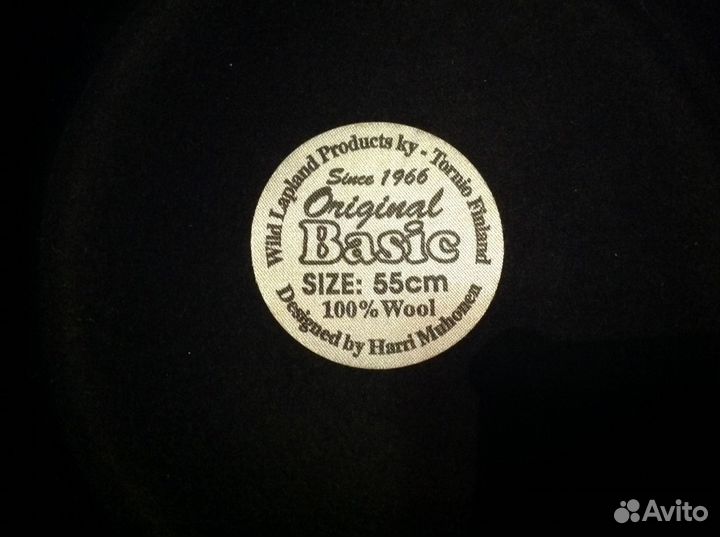 Wild Lapland Products ky - Tornio Finland
Since 1966
Original
Basic
SIZE: 55cm
100% Wool
Designed by Harri Muhonen
Avito